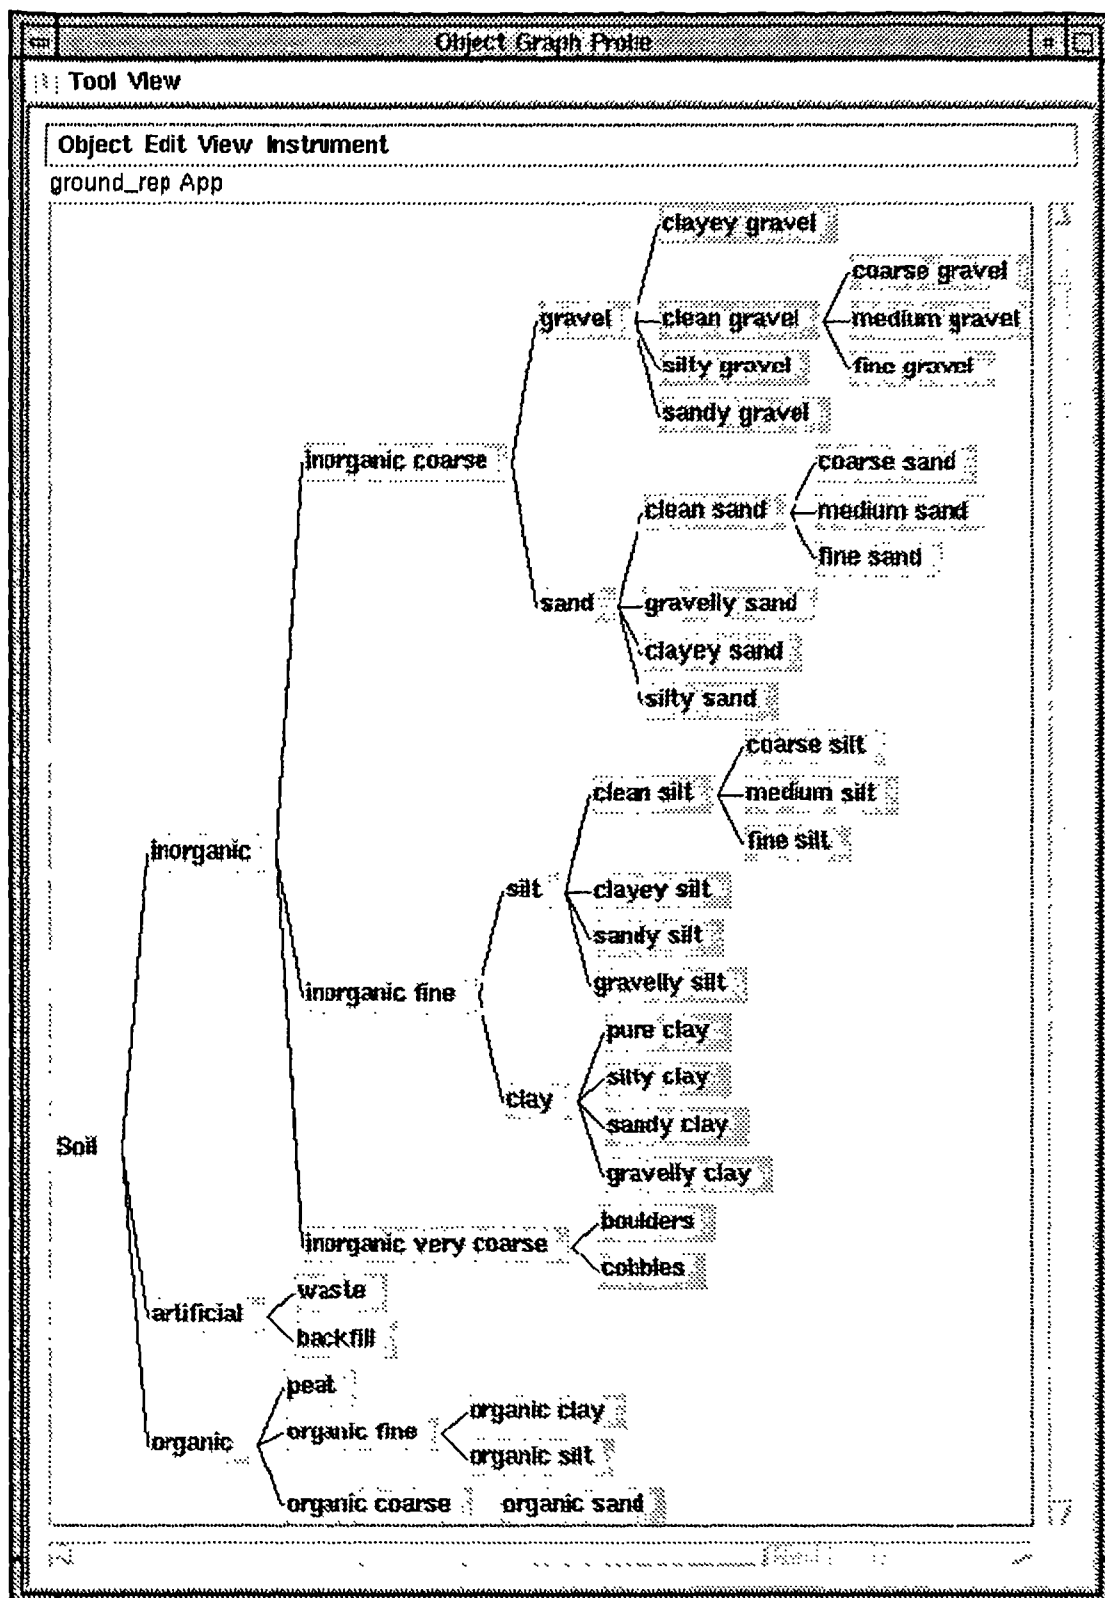 Object Graph Probe
Tool View
Object Edit View Instrument
ground_rep App
clayey gravel
coarse gravel
gravel clean gravel medium gravel
silty gravel fine gravel
sandy gravel
inorganic coarse coarse sand
clean sand medium sand
fine sand
sand gravelly sand
clayey sand
silty sand
coarse silt
clean silt medium silt
fine silt
inorganic
silt clayey silt
sandy silt
gravelly silt
inorganic fine
pure clay
silty clay
clay
sandy clay
Soil
gravelly clay
boulders
inorganic very coarse
cobbles
waste
artificial
backfill
peat
organic clay
organic fine
organic
organic silt
organic coarse organic sand